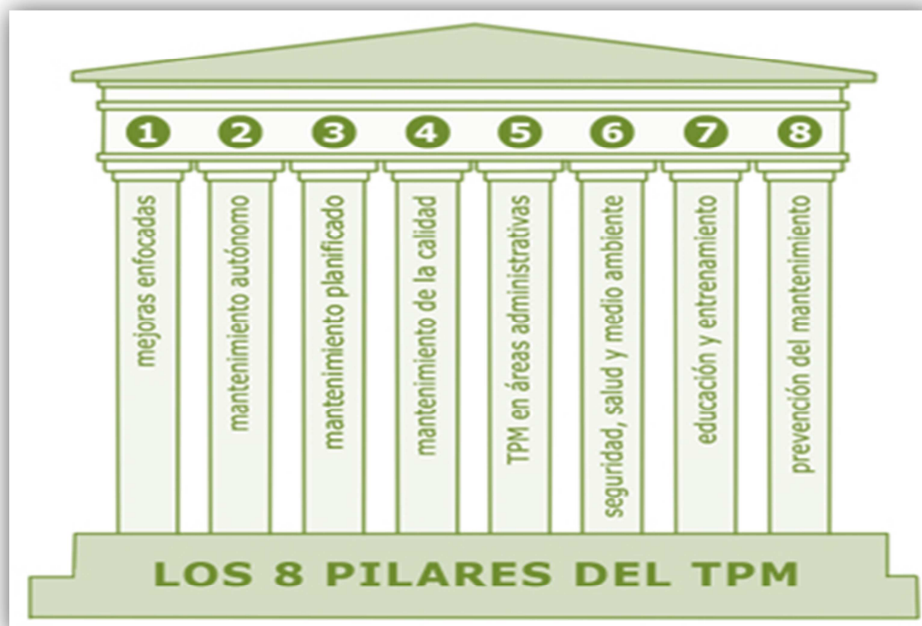 1 2 3 4 5 6 7 8
mejoras enfocadas
mantenimiento autónomo
mantenimiento planificado
mantenimiento de la calidad
TPM en áreas administrativas
seguridad, salud y medio ambiente
educación y entrenamiento
prevención del mantenimiento
LOS 8 PILARES DEL TPM